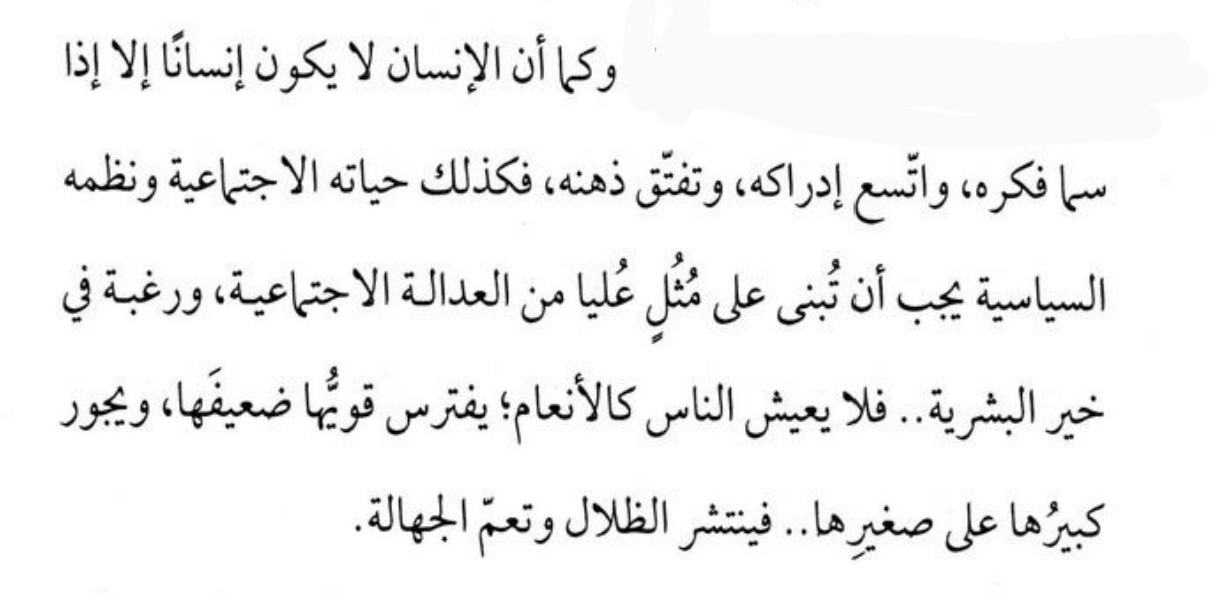 وكما أن الإنسان لا يكون إنسانًا إلا إذا
سما فكره، واتّسع إدراكه، وتفتّق ذهنه، فكذلك حياته الاجتماعية ونظمه
السياسية يجب أن تُبنى على مُثُلٍ عُليا من العدالة الاجتماعية، ورغبة في
خير البشرية.. فلا يعيش الناس كالأنعام؛ يفترس قويُّها ضعيفَها، ويجور
كبيرُها على صغيرِها.. فينتشر الظلال وتعمّ الجهالة.